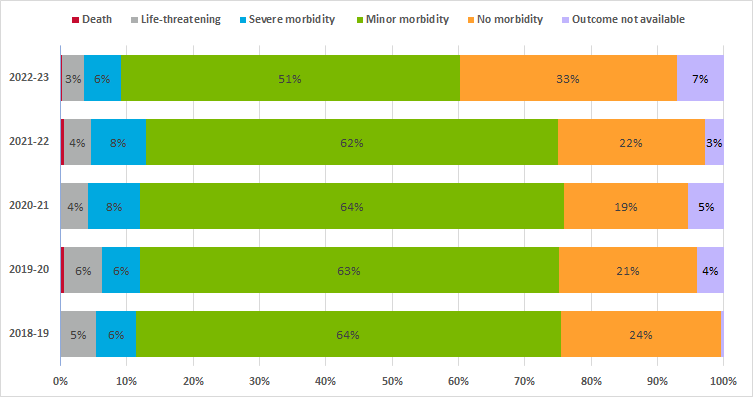 Death Life-threatening Severe morbidity Minor morbidity No morbidity Outcome not available
2022-23 3% 6% 51% 33% 7%
2021-22 4% 8% 62% 22% 3%
2020-21 4% 8% 64% 19% 5%
2019-20 6% 6% 63% 21% 4%
2018-19 5% 6% 64% 24%
0% 10% 20% 30% 40% 50% 60% 70% 80% 90% 100%